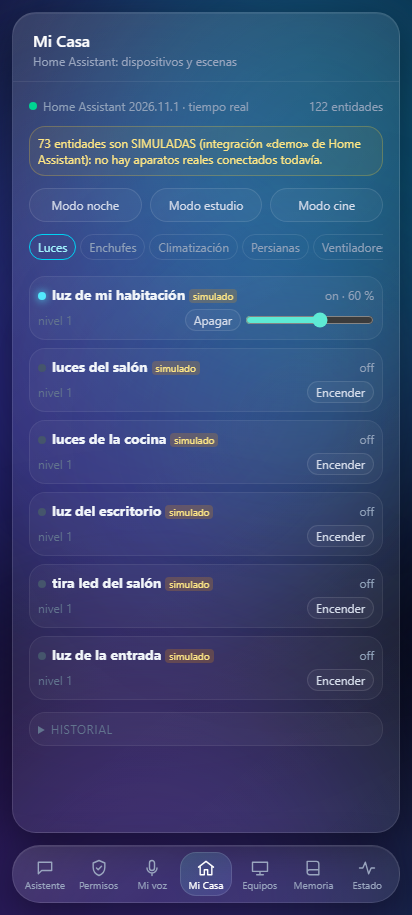 Mi Casa
Home Assistant: dispositivos y escenas
Home Assistant 2026.11.1 · tiempo real 122 entidades
73 entidades son SIMULADAS (integración «demo» de Home
Assistant): no hay aparatos reales conectados todavía.
Modo noche Modo estudio Modo cine
Luces Enchufes Climatización Persianas Ventiladore
luz de mi habitación simulado on · 60 %
nivel 1 Apagar
luces del salón simulado off
nivel 1 Encender
luces de la cocina simulado off
nivel 1 Encender
luz del escritorio simulado off
nivel 1 Encender
tira led del salón simulado off
nivel 1 Encender
luz de la entrada simulado off
nivel 1 Encender
HISTORIAL
Asistente Permisos Mi voz Mi Casa Equipos Memoria Estado